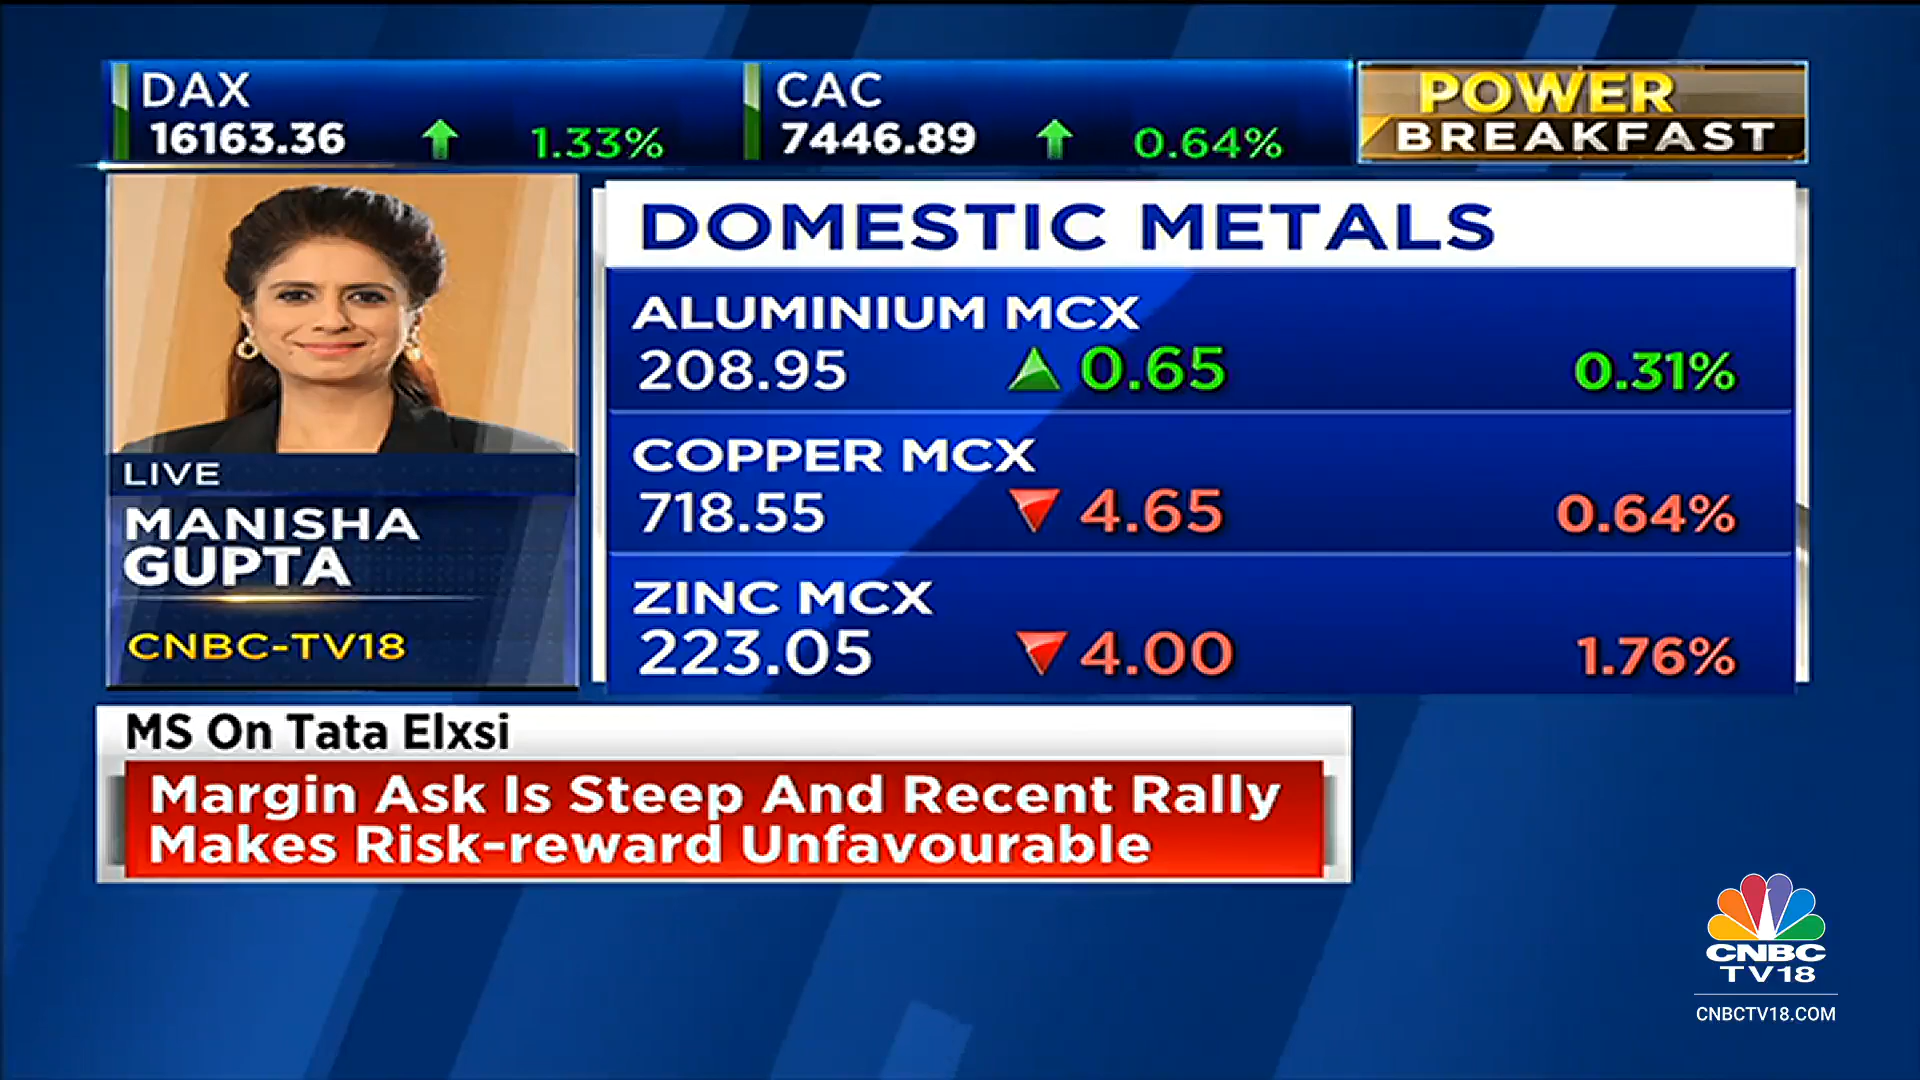 DAX
16163.36 1.33%
CAC
7446.89 0.64%
POWER
BREAKFAST
DOMESTIC METALS
ALUMINIUM MCX
208.95 0.65 0.31%
COPPER MCX
718.55 4.65 0.64%
ZINC MCX
223.05 4.00 1.76%
LIVE
MANISHA
GUPTA
CNBC-TV18
MS On Tata Elxsi
Margin Ask Is Steep And Recent Rally
Makes Risk-reward Unfavourable
CNBC
TV18
CNBCTV18.COM